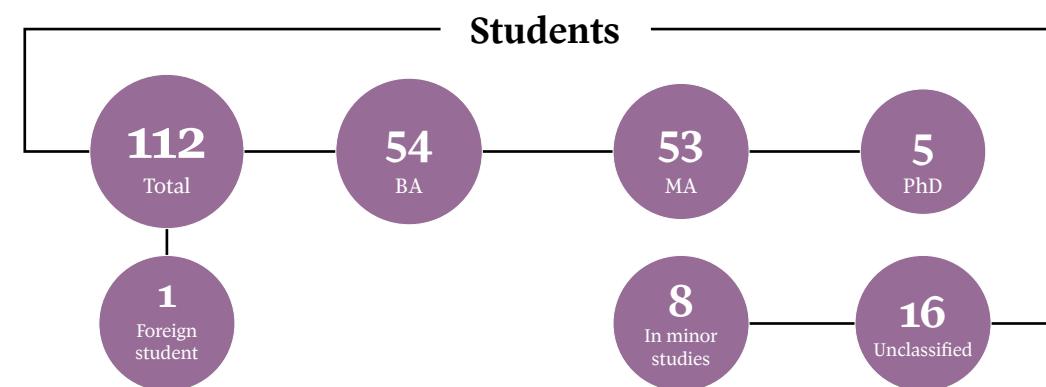 Students
112
Total
54
BA
53
MA
5
PhD
1
Foreign
student
8
In minor
studies
16
Unclassified